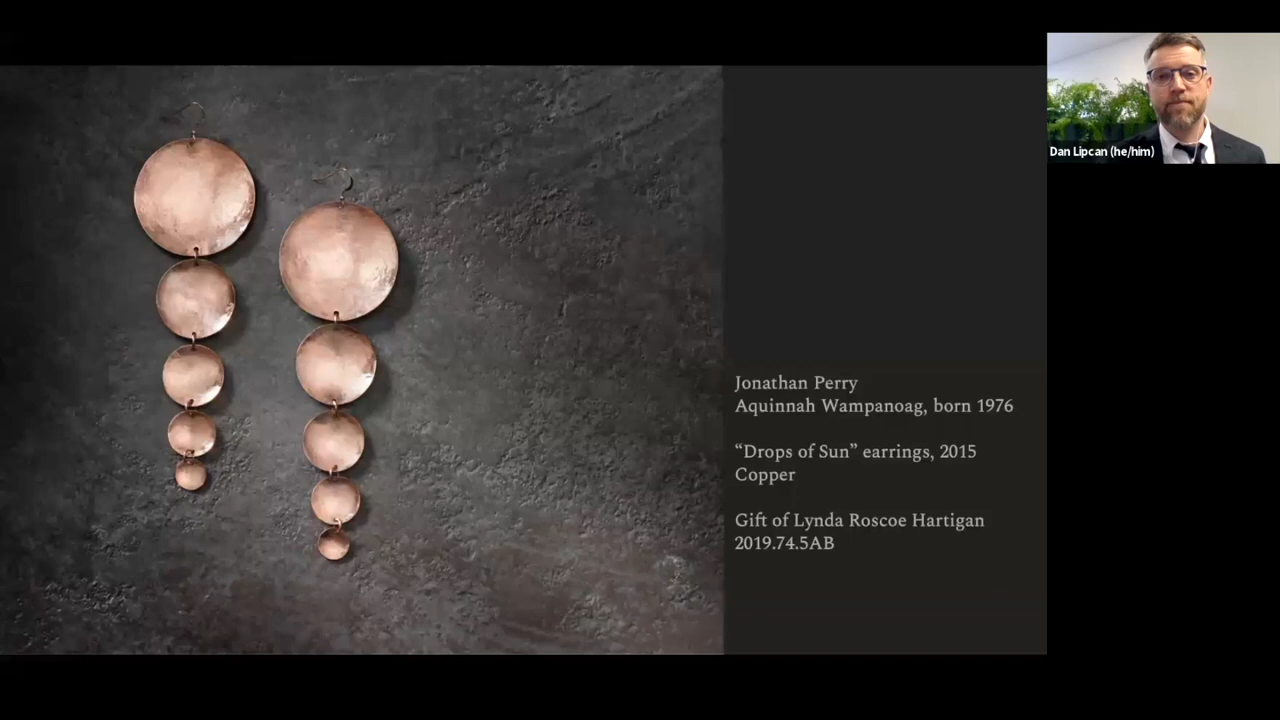 Jonathan Perry
Aquinnah Wampanoag, born 1976
“Drops of Sun” earrings, 2015
Copper
Gift of Lynda Roscoe Hartigan
2019.74.5AB
Dan Lipcan (he/him)